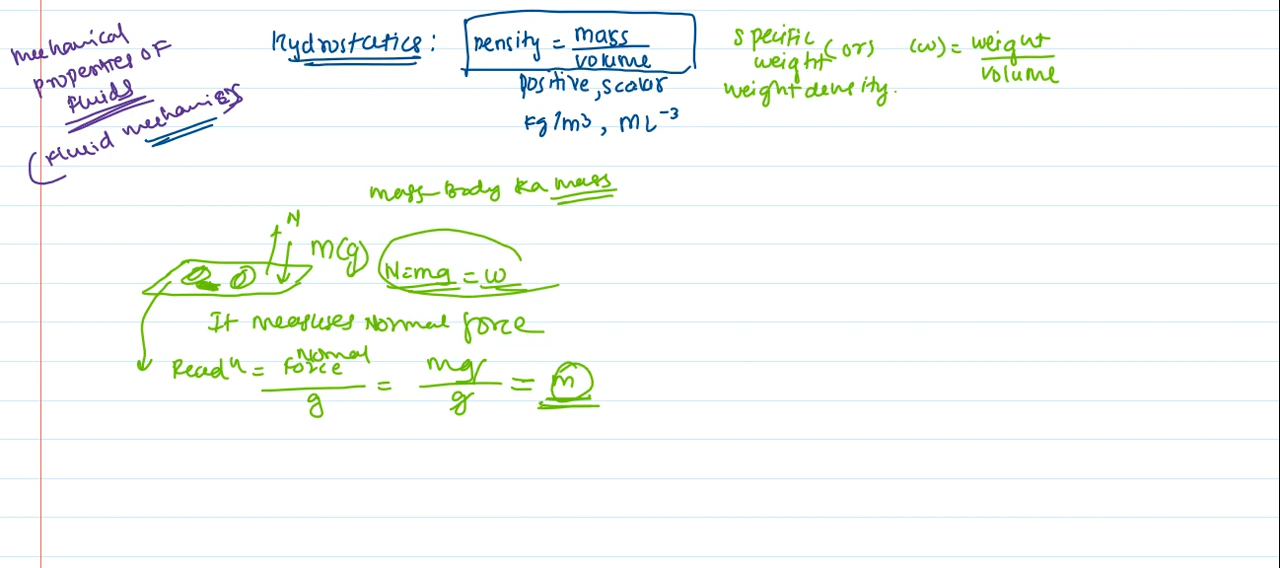 Mechanical
properties of
Fluids
(Fluid mechanics)
Hydrostatics:
Density = mass / volume
positive, scalar
kg/m³, ML⁻³
Specific
weight (or)
weight density.
(w) = weight / volume
mass - Body ka mass
N
m(g)
N=mg = w
It measures Normal force
Readⁿ = Normal force / g = mg / g = m